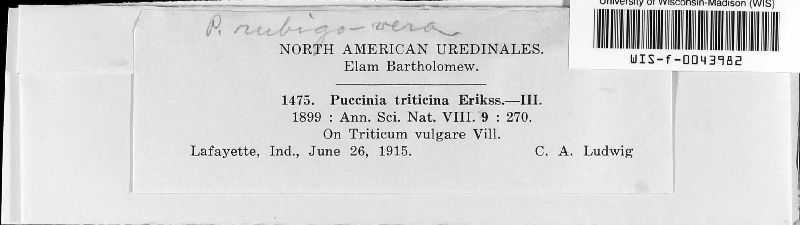 University of Wisconsin-Madison (WIS)
WIS-f-0043982
P. rubigo-vera
NORTH AMERICAN UREDINALES.
Elam Bartholomew.
1475. Puccinia triticina Erikss.—III.
1899 : Ann. Sci. Nat. VIII. 9 : 270.
On Triticum vulgare Vill.
Lafayette, Ind., June 26, 1915. C. A. Ludwig